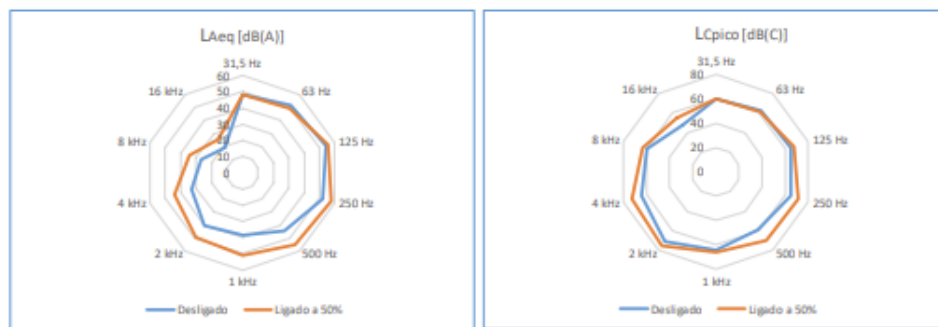 LAeq [dB(A)]
31,5 Hz
63 Hz
125 Hz
250 Hz
500 Hz
1 kHz
2 kHz
4 kHz
8 kHz
16 kHz
60
50
40
30
20
10
0
Desligado
Ligado a 50%
LCpico [dB(C)]
31,5 Hz
63 Hz
125 Hz
250 Hz
500 Hz
1 kHz
2 kHz
4 kHz
8 kHz
16 kHz
80
60
40
20
0
Desligado
Ligado a 50%